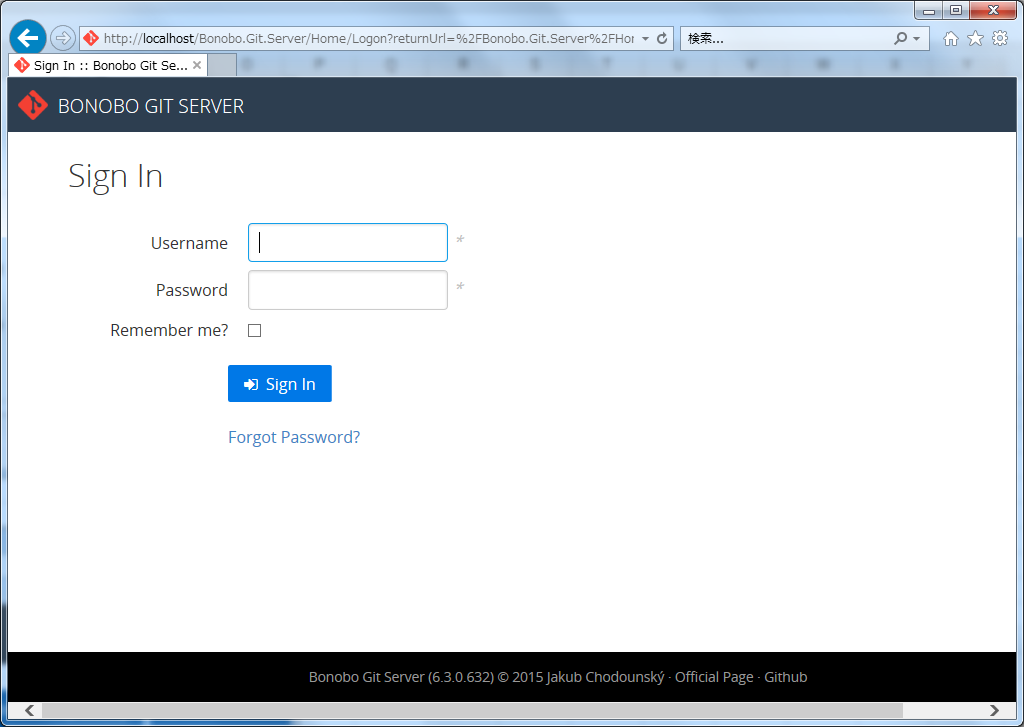 http://localhost/Bonobo.Git.Server/Home/Logon?returnUrl=%2FBonobo.Git.Server%2FHor
検索...
Sign In :: Bonobo Git Se...
BONOBO GIT SERVER
Sign In
Username
*
Password
*
Remember me?
Sign In
Forgot Password?
Bonobo Git Server (6.3.0.632) © 2015 Jakub Chodounský · Official Page · Github